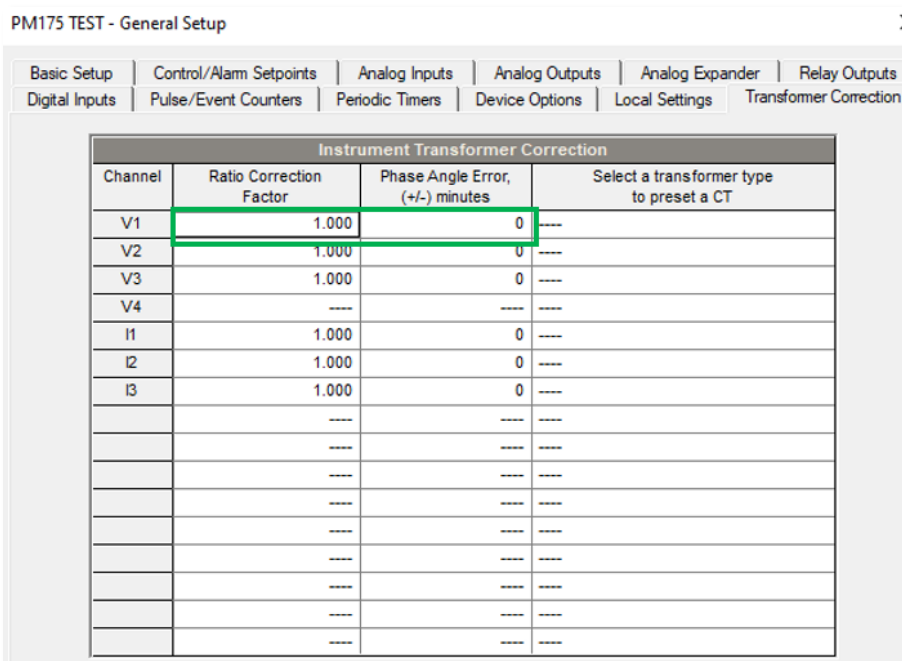 PM175 TEST - General Setup
Basic Setup Control/Alarm Setpoints Analog Inputs Analog Outputs Analog Expander Relay Outputs
Digital Inputs Pulse/Event Counters Periodic Timers Device Options Local Settings Transformer Correction
Instrument Transformer Correction
Channel Ratio Correction Factor Phase Angle Error, (+/-) minutes Select a transformer type to preset a CT
V1 1.000 0 ----
V2 1.000 0 ----
V3 1.000 0 ----
V4 ---- ---- ----
I1 1.000 0 ----
I2 1.000 0 ----
I3 1.000 0 ----
---- ---- ----
---- ---- ----
---- ---- ----
---- ---- ----
---- ---- ----
---- ---- ----
---- ---- ----
---- ---- ----
---- ---- ----